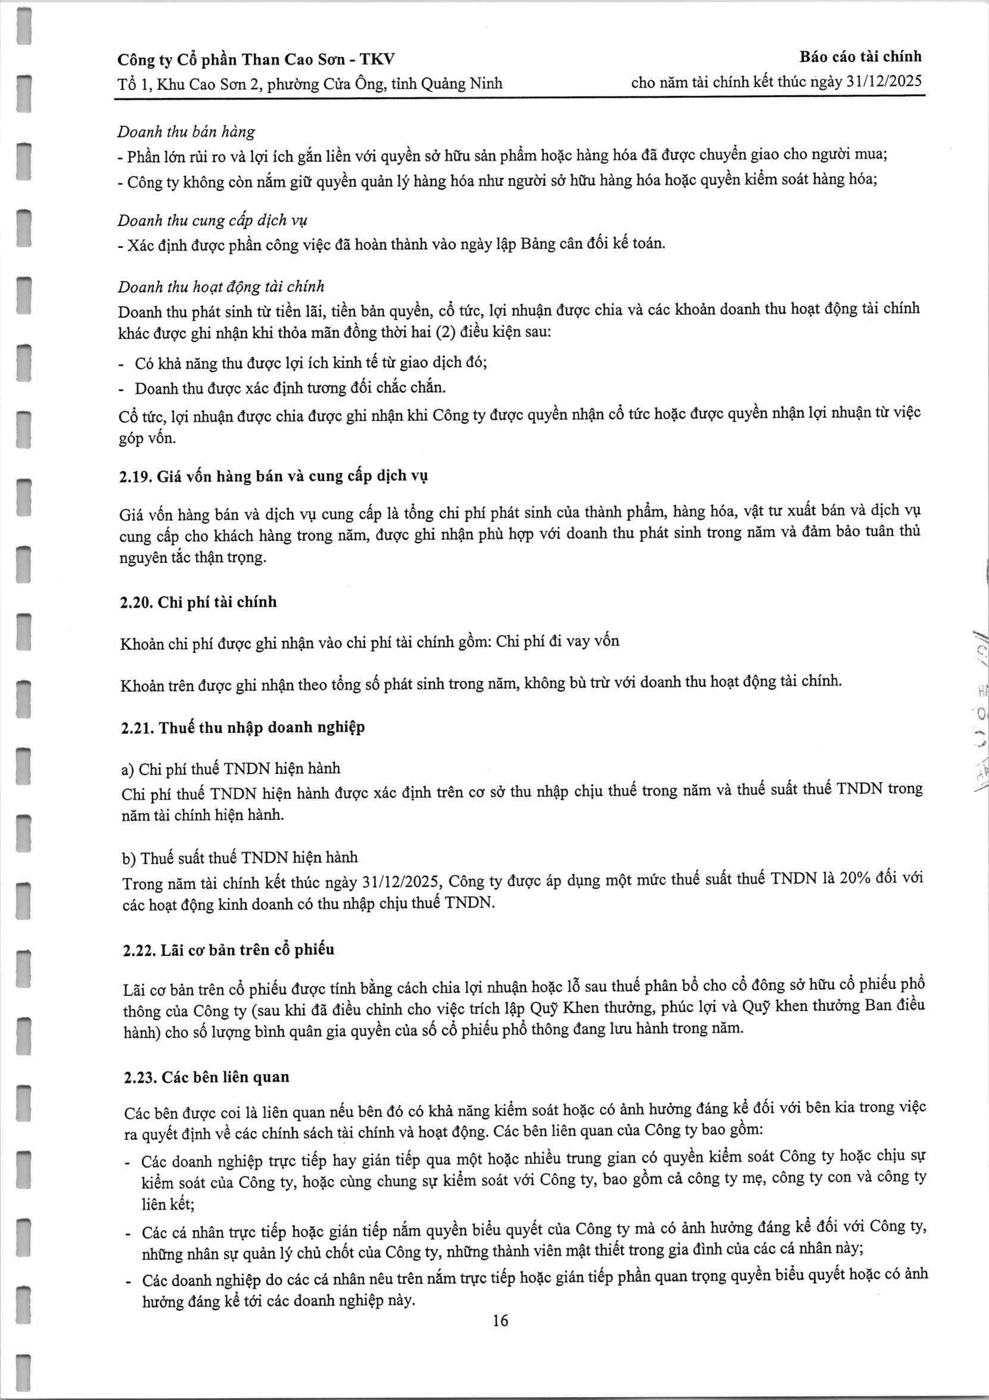 Công ty Cổ phần Than Cao Sơn - TKV
Báo cáo tài chính
Tổ 1, Khu Cao Sơn 2, phường Cửa Ông, tỉnh Quảng Ninh
cho năm tài chính kết thúc ngày 31/12/2025
Doanh thu bán hàng
- Phần lớn rủi ro và lợi ích gắn liền với quyền sở hữu sản phẩm hoặc hàng hóa đã được chuyển giao cho người mua;
- Công ty không còn nắm giữ quyền quản lý hàng hóa như người sở hữu hàng hóa hoặc quyền kiểm soát hàng hóa;
Doanh thu cung cấp dịch vụ
- Xác định được phần công việc đã hoàn thành vào ngày lập Bảng cân đối kế toán.
Doanh thu hoạt động tài chính
Doanh thu phát sinh từ tiền lãi, tiền bản quyền, cổ tức, lợi nhuận được chia và các khoản doanh thu hoạt động tài chính
khác được ghi nhận khi thỏa mãn đồng thời hai (2) điều kiện sau:
- Có khả năng thu được lợi ích kinh tế từ giao dịch đó;
- Doanh thu được xác định tương đối chắc chắn.
Cổ tức, lợi nhuận được chia được ghi nhận khi Công ty được quyền nhận cổ tức hoặc được quyền nhận lợi nhuận từ việc
góp vốn.
2.19. Giá vốn hàng bán và cung cấp dịch vụ
Giá vốn hàng bán và dịch vụ cung cấp là tổng chi phí phát sinh của thành phẩm, hàng hóa, vật tư xuất bán và dịch vụ
cung cấp cho khách hàng trong năm, được ghi nhận phù hợp với doanh thu phát sinh trong năm và đảm bảo tuân thủ
nguyên tắc thận trọng.
2.20. Chi phí tài chính
Khoản chi phí được ghi nhận vào chi phí tài chính gồm: Chi phí đi vay vốn
Khoản trên được ghi nhận theo tổng số phát sinh trong năm, không bù trừ với doanh thu hoạt động tài chính.
2.21. Thuế thu nhập doanh nghiệp
a) Chi phí thuế TNDN hiện hành
Chi phí thuế TNDN hiện hành được xác định trên cơ sở thu nhập chịu thuế trong năm và thuế suất thuế TNDN trong
năm tài chính hiện hành.
b) Thuế suất thuế TNDN hiện hành
Trong năm tài chính kết thúc ngày 31/12/2025, Công ty được áp dụng một mức thuế suất thuế TNDN là 20% đối với
các hoạt động kinh doanh có thu nhập chịu thuế TNDN.
2.22. Lãi cơ bản trên cổ phiếu
Lãi cơ bản trên cổ phiếu được tính bằng cách chia lợi nhuận hoặc lỗ sau thuế phân bổ cho cổ đông sở hữu cổ phiếu phổ
thông của Công ty (sau khi đã điều chỉnh cho việc trích lập Quỹ Khen thưởng, phúc lợi và Quỹ khen thưởng Ban điều
hành) cho số lượng bình quân gia quyền của số cổ phiếu phổ thông đang lưu hành trong năm.
2.23. Các bên liên quan
Các bên được coi là liên quan nếu bên đó có khả năng kiểm soát hoặc có ảnh hưởng đáng kể đối với bên kia trong việc
ra quyết định về các chính sách tài chính và hoạt động. Các bên liên quan của Công ty bao gồm:
- Các doanh nghiệp trực tiếp hay gián tiếp qua một hoặc nhiều trung gian có quyền kiểm soát Công ty hoặc chịu sự
kiểm soát của Công ty, hoặc cùng chung sự kiểm soát với Công ty, bao gồm cả công ty mẹ, công ty con và công ty
liên kết;
- Các cá nhân trực tiếp hoặc gián tiếp nắm quyền biểu quyết của Công ty mà có ảnh hưởng đáng kể đối với Công ty,
những nhân sự quản lý chủ chốt của Công ty, những thành viên mật thiết trong gia đình của các cá nhân này;
- Các doanh nghiệp do các cá nhân nêu trên nắm trực tiếp hoặc gián tiếp phần quan trọng quyền biểu quyết hoặc có ảnh
hưởng đáng kể tới các doanh nghiệp này.
16